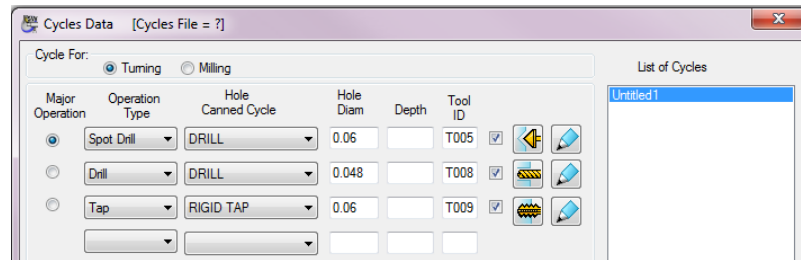 Cycles Data [Cycles File = ?]
Cycle For:
Turning Milling
List of Cycles
Major Operation Operation Type Hole Canned Cycle Hole Diam Depth Tool ID
Untitled1
Spot Drill DRILL 0.06 T005
Drill DRILL 0.048 T008
Tap RIGID TAP 0.06 T009